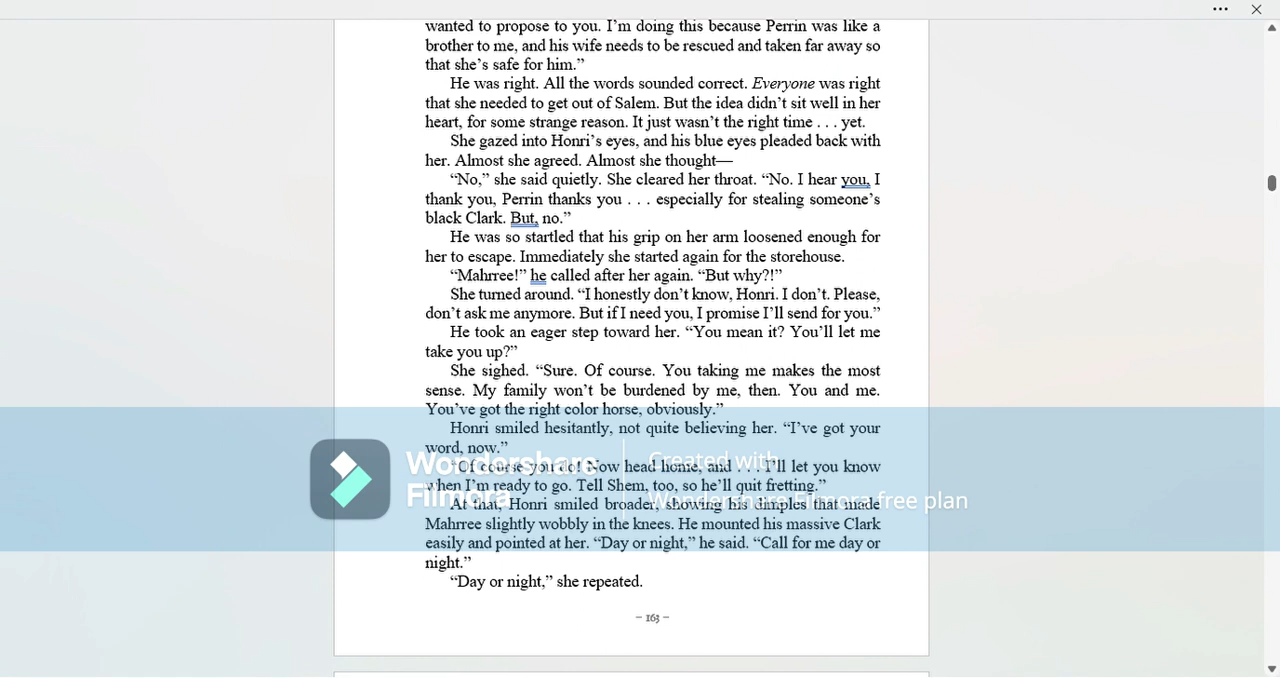 wanted to propose to you. I’m doing this because Perrin was like a
brother to me, and his wife needs to be rescued and taken far away so
that she’s safe for him.”
He was right. All the words sounded correct. Everyone was right
that she needed to get out of Salem. But the idea didn’t sit well in her
heart, for some strange reason. It just wasn’t the right time . . . yet.
She gazed into Honri’s eyes, and his blue eyes pleaded back with
her. Almost she agreed. Almost she thought—
“No,” she said quietly. She cleared her throat. “No. I hear you, I
thank you, Perrin thanks you . . . especially for stealing someone’s
black Clark. But, no.”
He was so startled that his grip on her arm loosened enough for
her to escape. Immediately she started again for the storehouse.
“Mahrree!” he called after her again. “But why?!”
She turned around. “I honestly don’t know, Honri. I don’t. Please,
don’t ask me anymore. But if I need you, I promise I’ll send for you.”
He took an eager step toward her. “You mean it? You’ll let me
take you up?”
She sighed. “Sure. Of course. You taking me makes the most
sense. My family won’t be burdened by me, then. You and me.
You’ve got the right color horse, obviously.”
Honri smiled hesitantly, not quite believing her. “I’ve got your
word, now.”
“Of course you do! Now head home, and . . . I’ll let you know
when I’m ready to go. Tell Shem, too, so he’ll quit fretting.”
At that, Honri smiled broader, showing his dimples that made
Mahrree slightly wobbly in the knees. He mounted his massive Clark
easily and pointed at her. “Day or night,” he said. “Call for me day or
night.”
“Day or night,” she repeated.
– 163 –
Wondershare
Filmora
Created with
Wondershare Filmora free plan